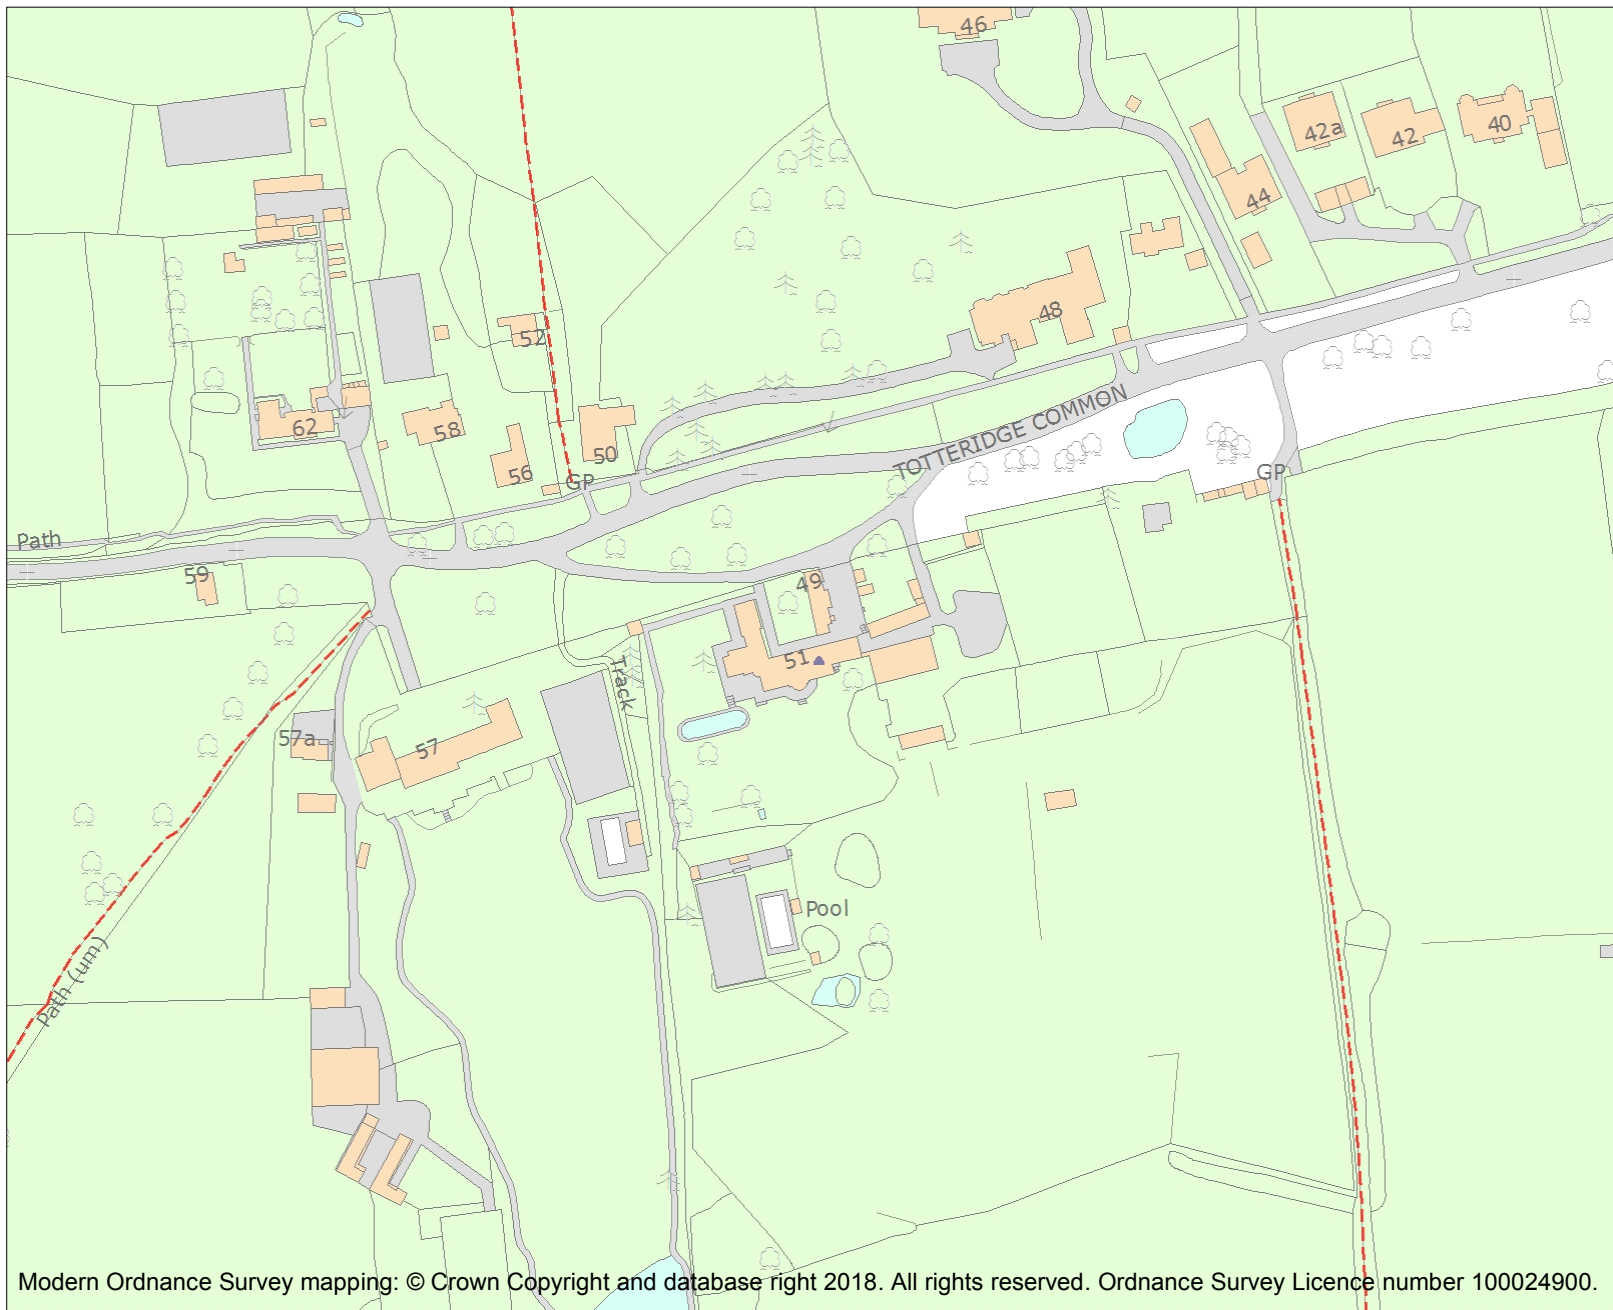 46
42a
42
40
44
48
52
62
58
50
56
GP
TOTTERIDGE COMMON
GP
Path
59
49
51
Track
57a
57
Pool
Path (um)
Modern Ordnance Survey mapping: © Crown Copyright and database right 2018. All rights reserved. Ordnance Survey Licence number 100024900.